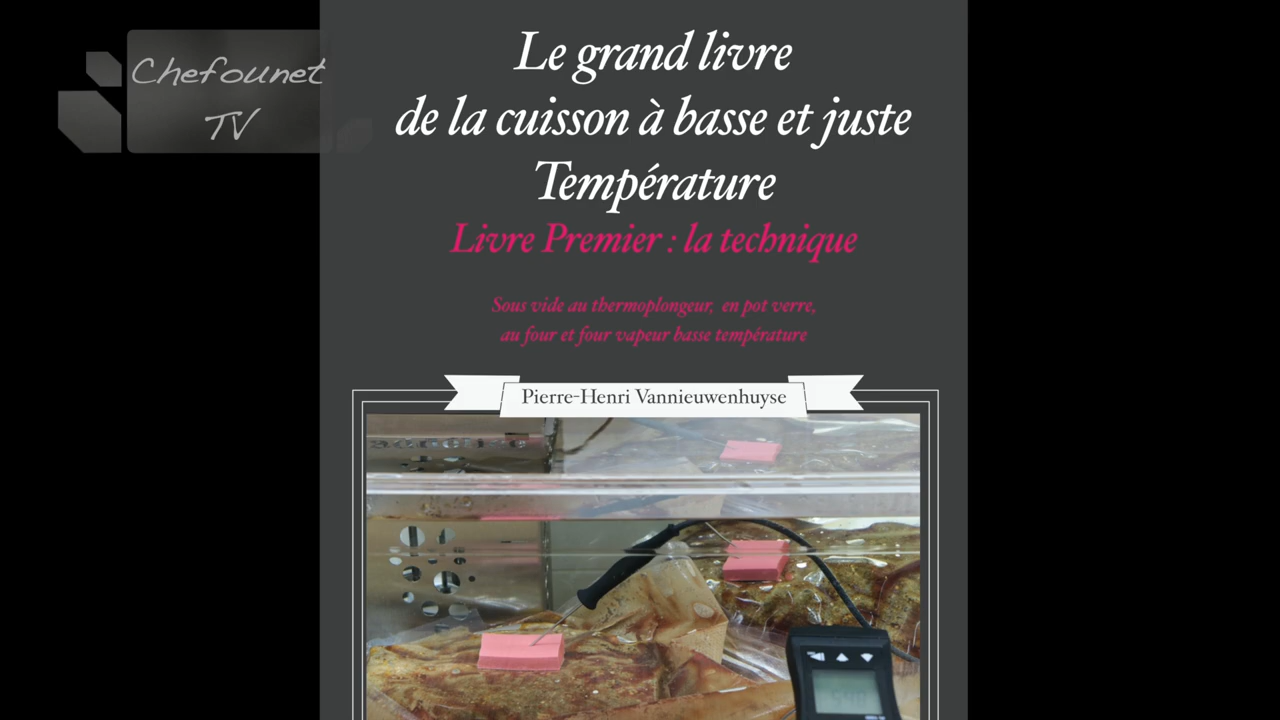 Chefounet
TV
Le grand livre
de la cuisson à basse et juste
Température
Livre Premier : la technique
Sous vide au thermoplongeur, en pot verre,
au four et four vapeur basse température
Pierre-Henri Vannieuwenhuyse